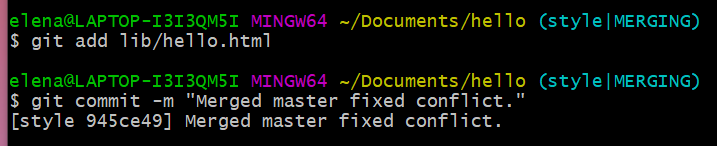 elena@LAPTOP-I3I3QM5I MINGW64 ~/Documents/hello (style|MERGING)
$ git add lib/hello.html
elena@LAPTOP-I3I3QM5I MINGW64 ~/Documents/hello (style|MERGING)
$ git commit -m "Merged master fixed conflict."
[style 945ce49] Merged master fixed conflict.